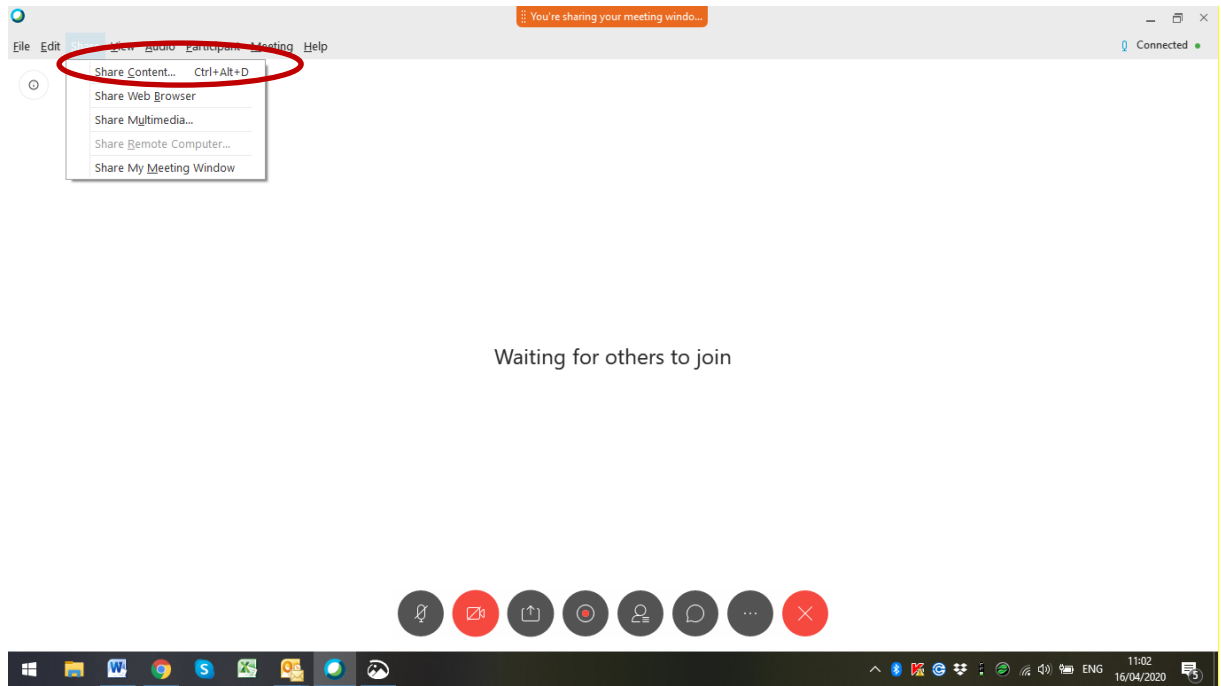 You're sharing your meeting windo...
File Edit Share View Audio Participant Meeting Help
Connected
Share Content... Ctrl+Alt+D
Share Web Browser
Share Multimedia...
Share Remote Computer...
Share My Meeting Window
Waiting for others to join
ENG
11:02
16/04/2020
5